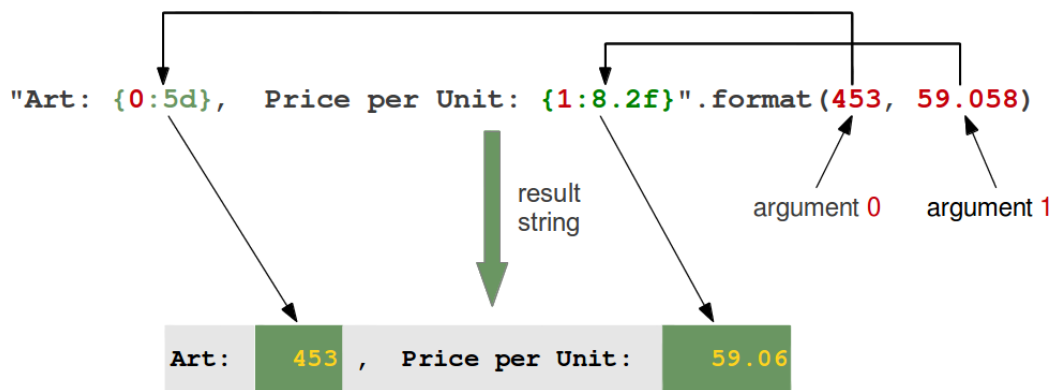 "Art: {0:5d},  Price per Unit: {1:8.2f}".format(453, 59.058)
result
string
argument 0
argument 1
Art:    453 ,  Price per Unit:     59.06